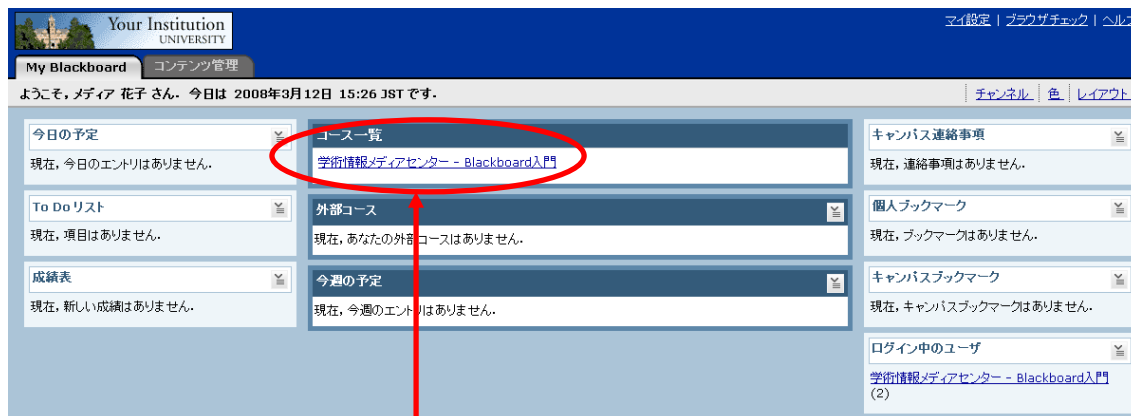 Your Institution
UNIVERSITY
マイ設定 | ブラウザチェック |
My Blackboard
コンテンツ管理
ようこそ, メディア 花子 さん. 今日は 2008年3月12日 15:26 JST です.
チャンネル | 色 | レイアウト
今日の予定
現在, 今日のエントリはありません.
To Do リスト
現在, 項目はありません.
成績表
現在, 新しい成績はありません.
コース一覧
学術情報メディアセンター - Blackboard入門
外部コース
現在, あなたの外部コースはありません.
今週の予定
現在, 今週のエントリはありません.
キャンパス連絡事項
現在, 連絡事項はありません.
個人ブックマーク
現在, ブックマークはありません.
キャンパスブックマーク
現在, キャンパスブックマークはありません.
ログイン中のユーザ
学術情報メディアセンター - Blackboard入門
(2)